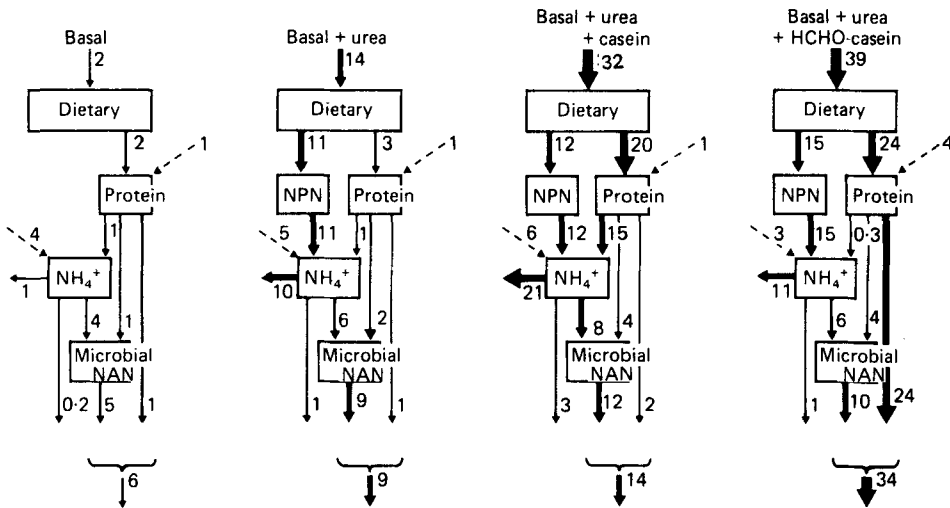 Basal
2
Dietary
2
1
Protein
4
1
NH₄⁺
1
4
1
Microbial
NAN
0·2
5
1
6
Basal + urea
14
Dietary
11
3
1
NPN
Protein
5
11
1
NH₄⁺
10
6
2
Microbial
NAN
1
9
1
9
Basal + urea
+ casein
32
Dietary
12
20
1
NPN
Protein
6
12
15
NH₄⁺
21
8
4
Microbial
NAN
3
12
2
14
Basal + urea
+ HCHO-casein
39
Dietary
15
24
4
NPN
Protein
3
15
0·3
NH₄⁺
11
6
4
Microbial
NAN
1
10
24
34